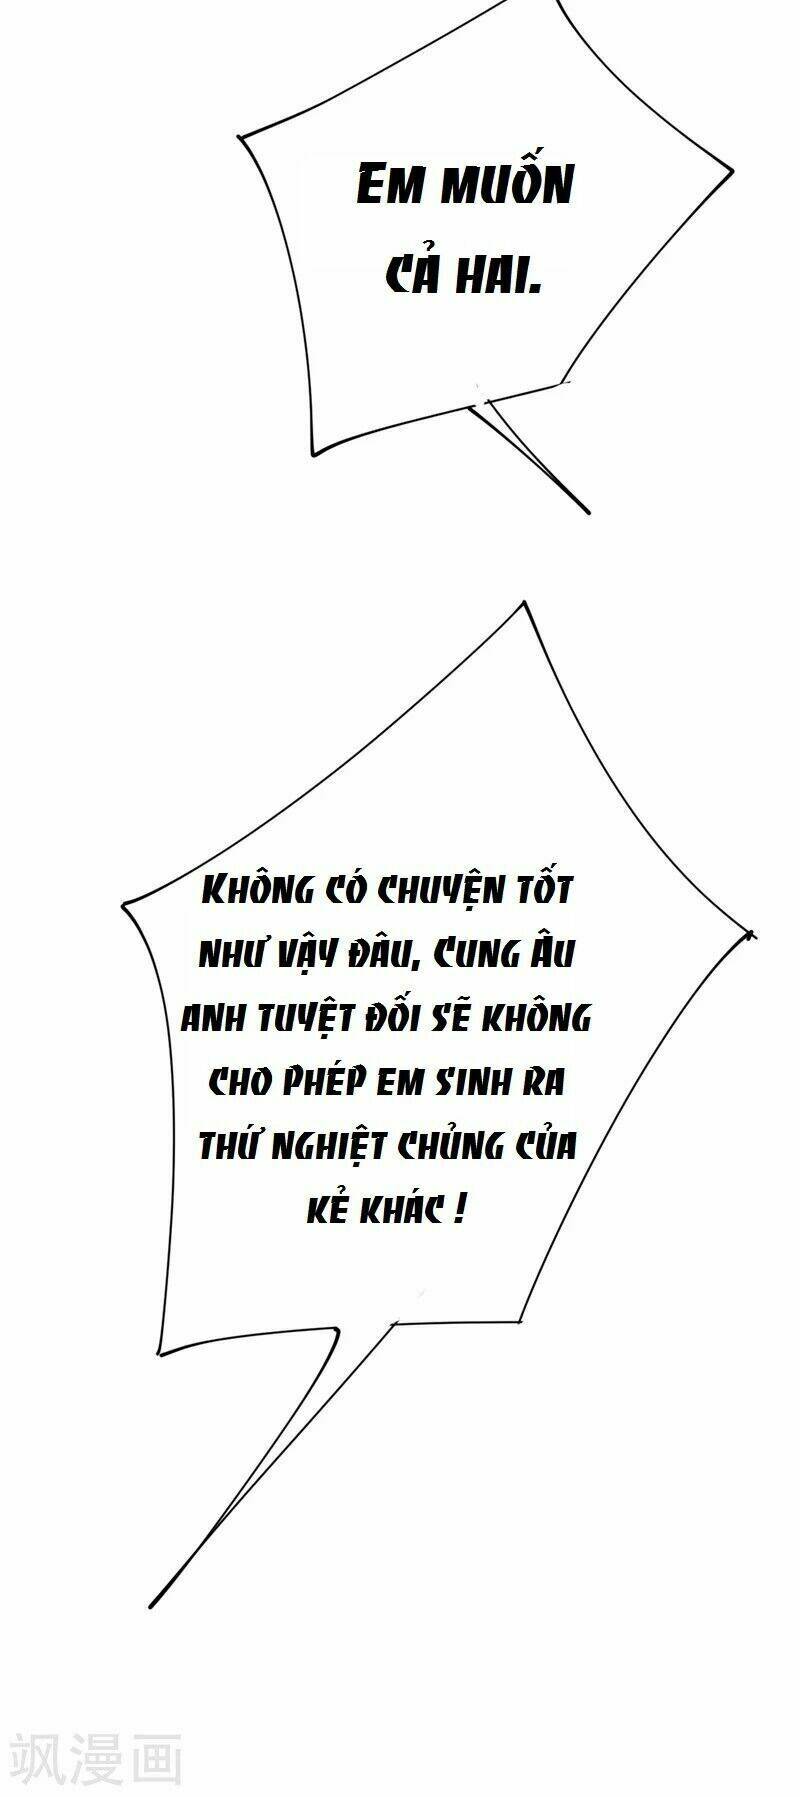 EM MUỐN
CẢ HAI.
KHÔNG CÓ CHUYỆN TỐT
NHƯ VẬY ĐÂU, CUNG ÂU
ANH TUYỆT ĐỐI SẼ KHÔNG
CHO PHÉP EM SINH RA
THỨ NGHIỆT CHỦNG CỦA
KẺ KHÁC !
飒漫画